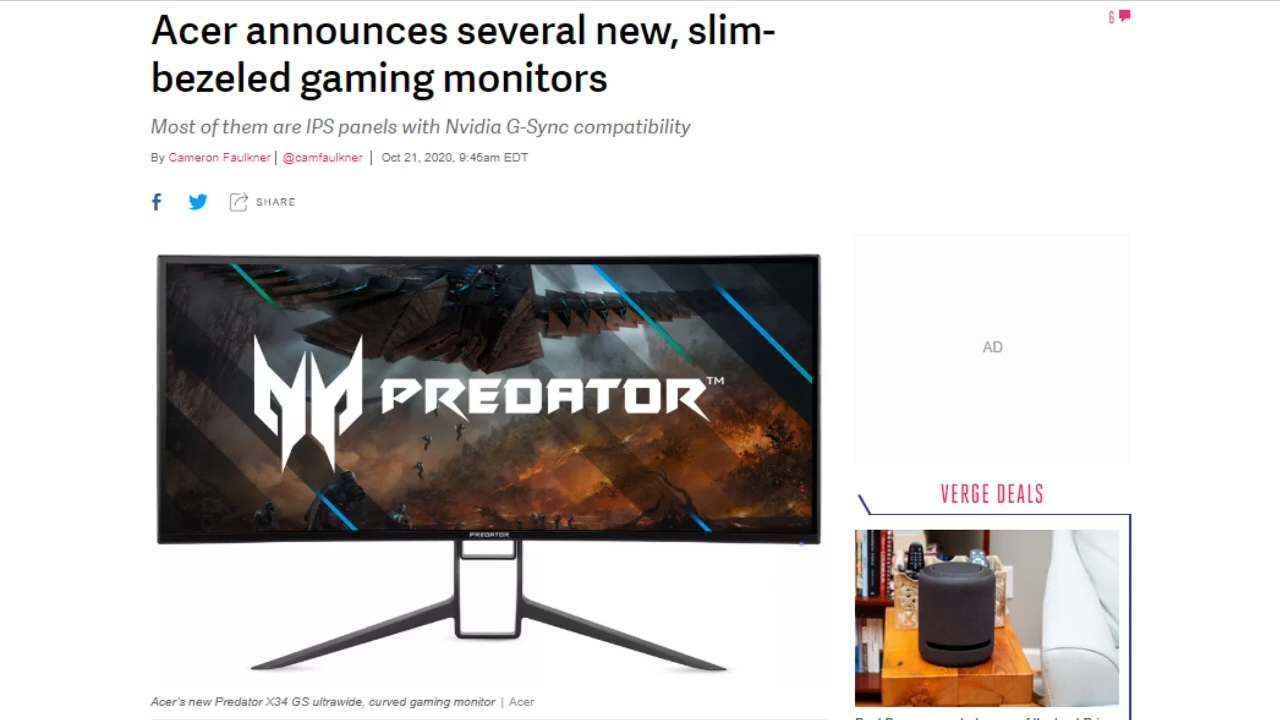 Acer announces several new, slim-
bezeled gaming monitors
6
Most of them are IPS panels with Nvidia G-Sync compatibility
By Cameron Faulkner | @camfaulkner | Oct 21, 2020, 9:45am EDT
SHARE
PREDATOR™
PREDATOR
AD
VERGE DEALS
Acer's new Predator X34 GS ultrawide, curved gaming monitor | Acer